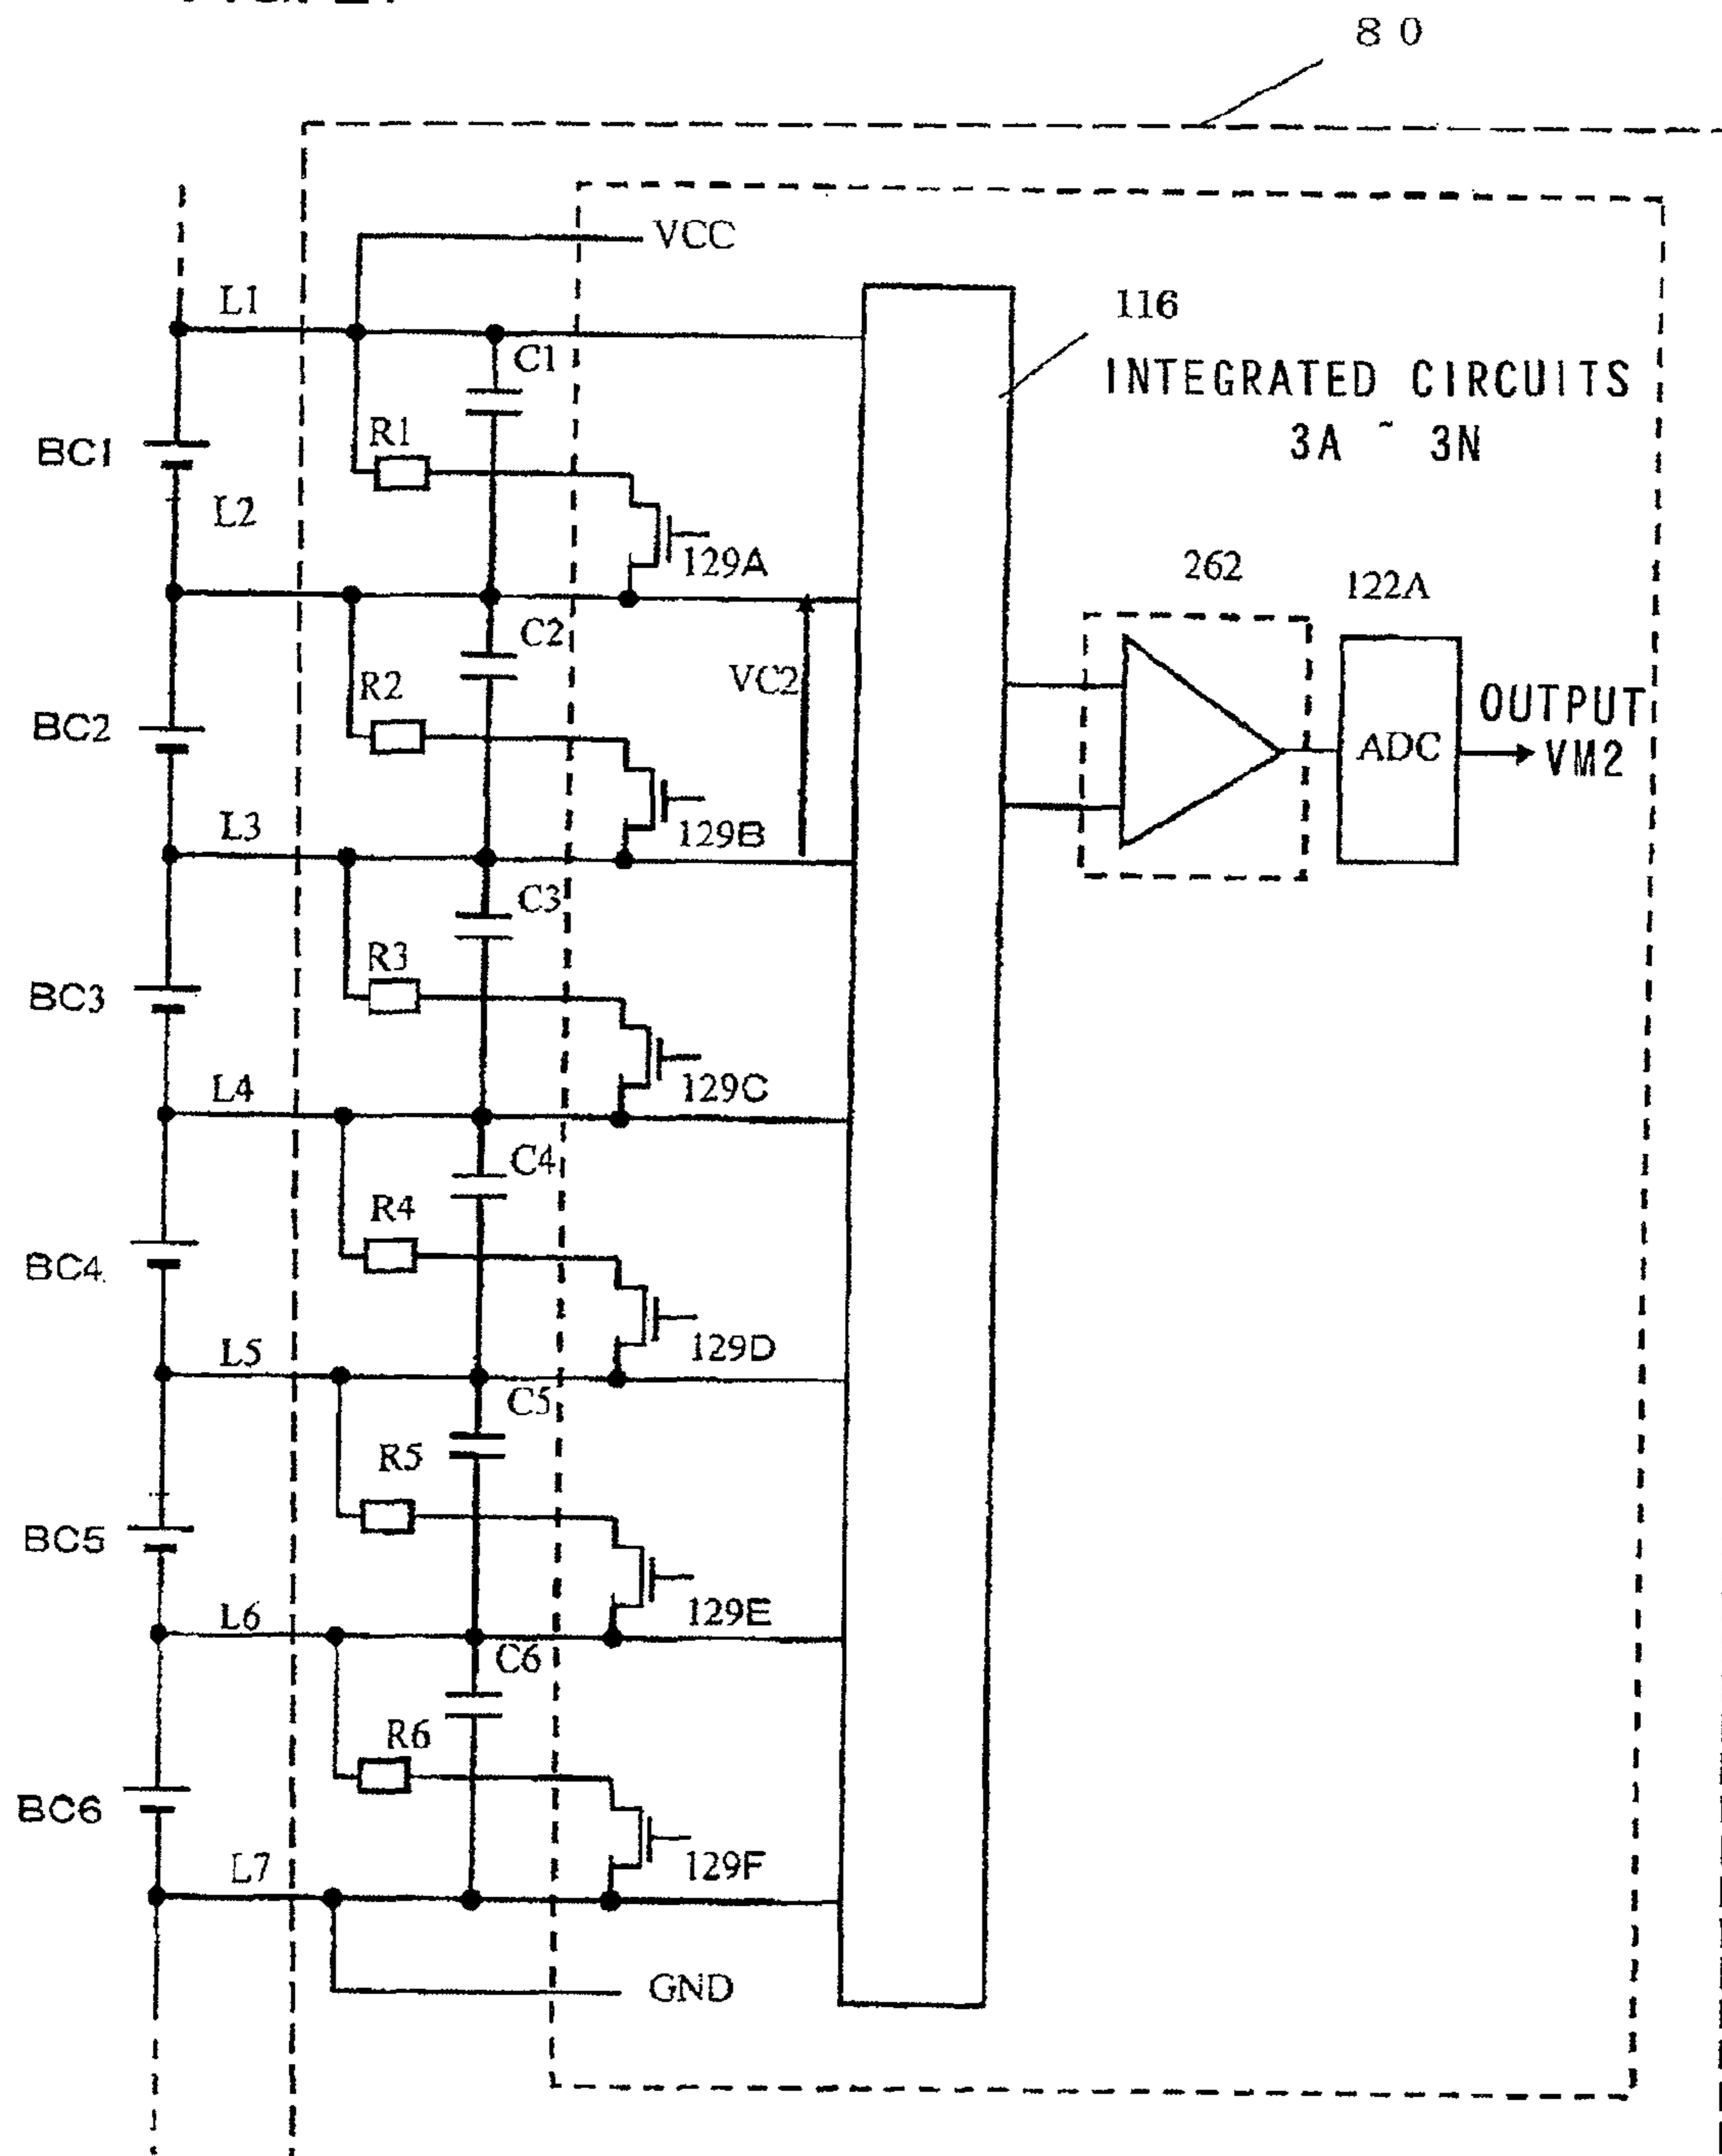 80
VCC
L1
116
C1
INTEGRATED CIRCUITS
3A ~ 3N
R1
BC1
L2
129A
262
122A
C2
VC2
R2
OUTPUT
VM2
BC2
ADC
L3
129B
C3
R3
BC3
129C
L4
C4
R4
BC4
129D
L5
C5
R5
BC5
129E
L6
C6
R6
BC6
129F
L7
GND